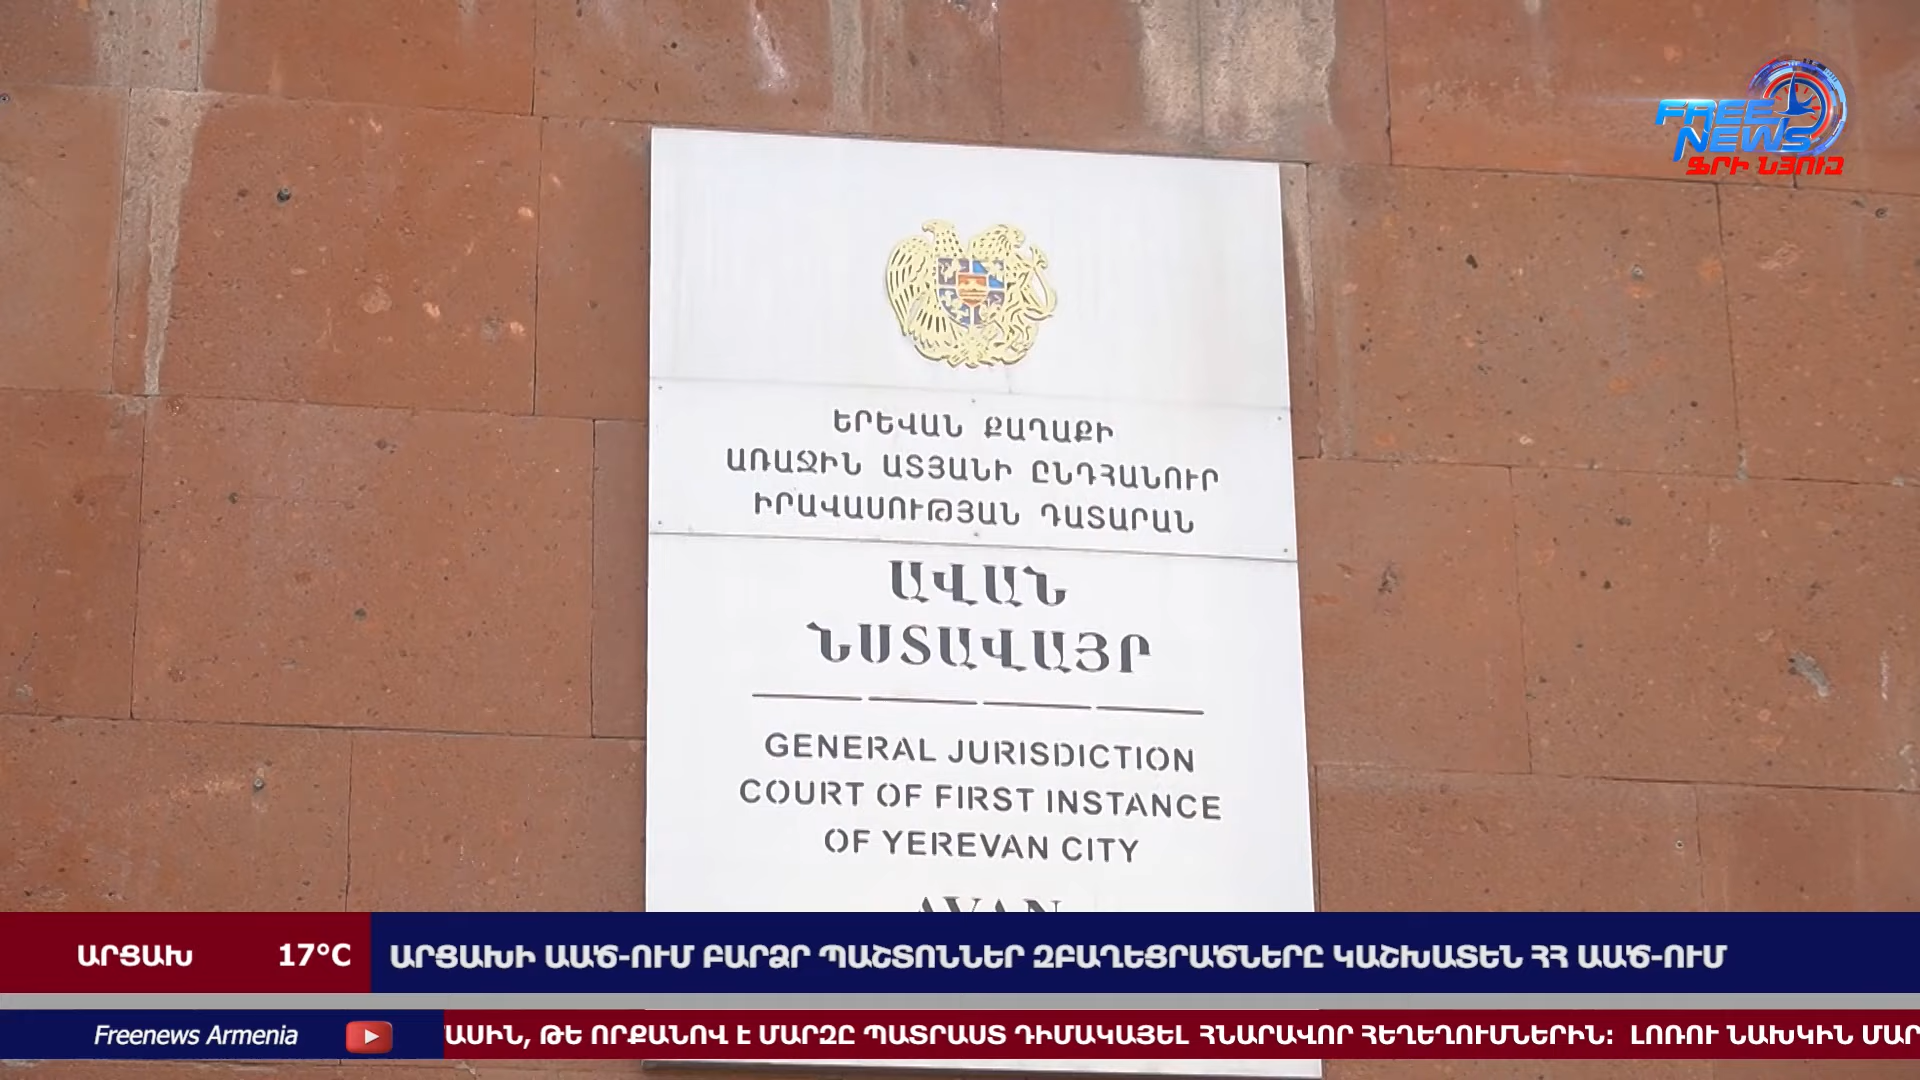 FREE
NEWS
ՖՐԻ ՆՅՈՒԶ
ԵՐԵՎԱՆ ՔԱՂԱՔԻ
ԱՌԱՋԻՆ ԱՏՅԱՆԻ ԸՆԴՀԱՆՈՒՐ
ԻՐԱՎԱՍՈՒԹՅԱՆ ԴԱՏԱՐԱՆ
ԱՎԱՆ
ՆՍՏԱՎԱՅՐ
GENERAL JURISDICTION
COURT OF FIRST INSTANCE
OF YEREVAN CITY
AVAN
ԱՐՑԱԽ 17°C ԱՐՑԱԽԻ ԱԱԾ-ՈՒՄ ԲԱՐՁՐ ՊԱՇՏՈՆՆԵՐ ԶԲԱՂԵՑՐԱԾՆԵՐԸ ԿԱՇԽԱՏԵՆ ՀՀ ԱԱԾ-ՈՒՄ
Freenews Armenia ՄԱՍԻՆ, ԹԵ ՈՐՔԱՆՈՎ Է ՄԱՐԶԸ ՊԱՏՐԱՍՏ ԴԻՄԱԿԱՅԵԼ ՀՆԱՐԱՎՈՐ ՀԵՂԵՂՈՒՄՆԵՐԻՆ: ԼՈՌՈՒ ՆԱԽԿԻՆ ՄԱՐ